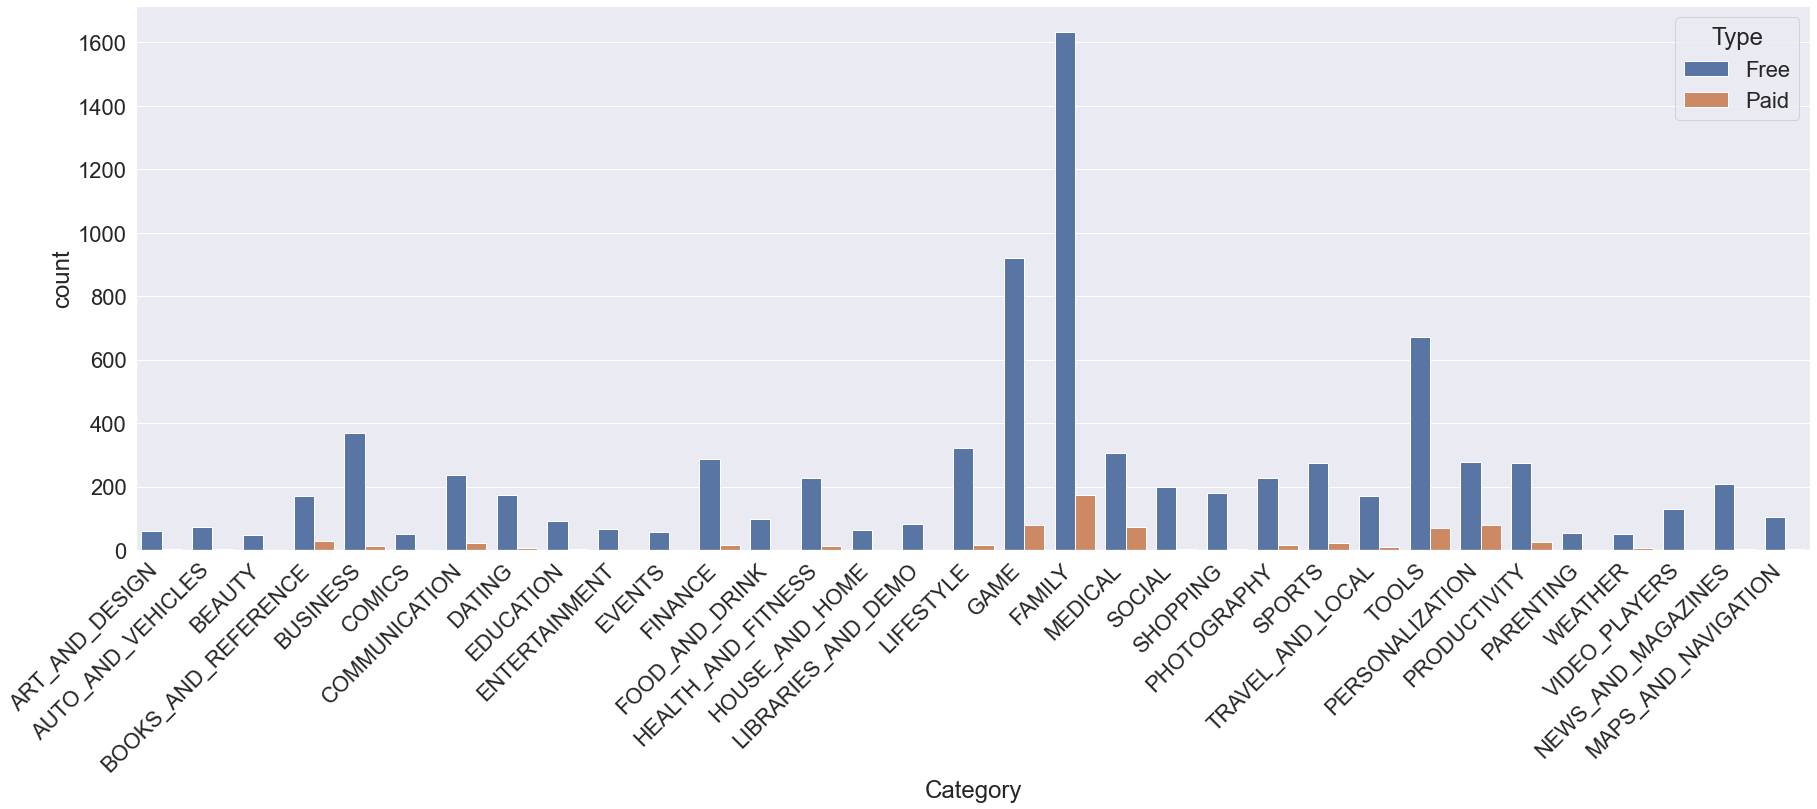 1600
1400
1200
1000
800
600
400
200
0
count
Type
Free
Paid
ART_AND_DESIGN
AUTO_AND_VEHICLES
BEAUTY
BOOKS_AND_REFERENCE
BUSINESS
COMICS
COMMUNICATION
DATING
EDUCATION
ENTERTAINMENT
EVENTS
FINANCE
FOOD_AND_DRINK
HEALTH_AND_FITNESS
HOUSE_AND_HOME
LIBRARIES_AND_DEMO
LIFESTYLE
GAME
FAMILY
MEDICAL
SOCIAL
SHOPPING
PHOTOGRAPHY
SPORTS
TRAVEL_AND_LOCAL
TOOLS
PERSONALIZATION
PRODUCTIVITY
PARENTING
WEATHER
VIDEO_PLAYERS
NEWS_AND_MAGAZINES
MAPS_AND_NAVIGATION
Category